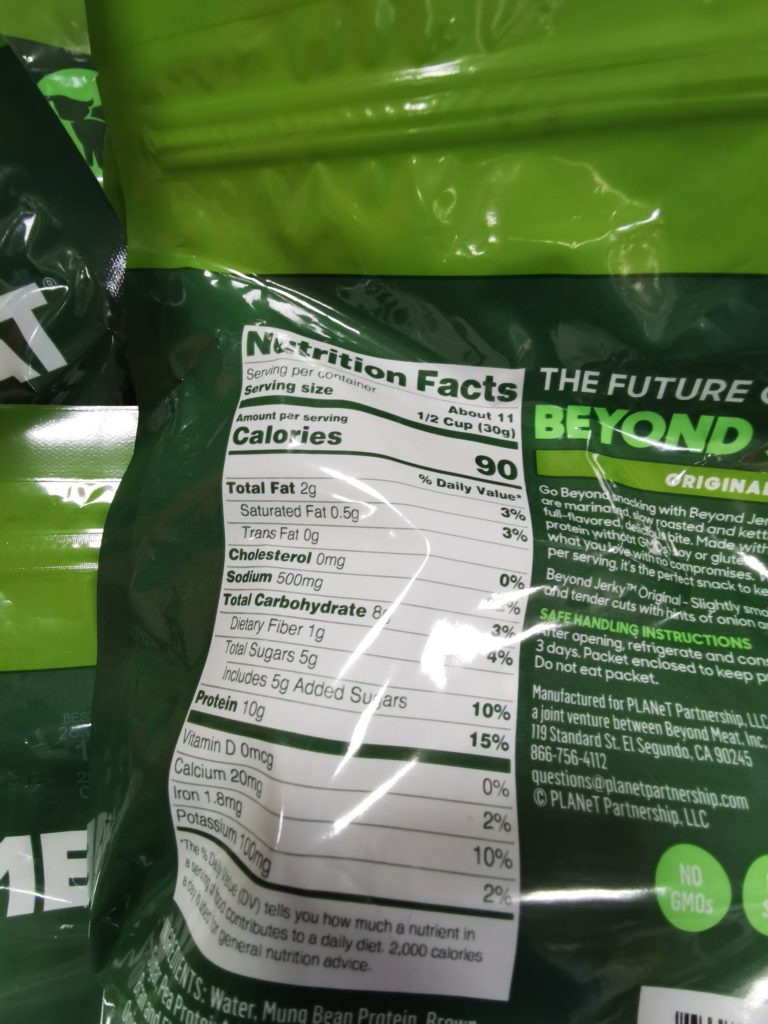 AT
ME
Nutrition Facts
Serving per container About 11
Serving size 1/2 Cup (30g)
Amount per serving
Calories 90
% Daily Value*
Total Fat 2g 3%
Saturated Fat 0.5g 3%
Trans Fat 0g
Cholesterol 0mg 0%
Sodium 500mg
Total Carbohydrate 8g 3%
Dietary Fiber 1g 4%
Total Sugars 5g
Includes 5g Added Sugars 10%
Protein 10g 15%
Vitamin D 0mcg 0%
Calcium 20mg 2%
Iron 1.8mg 10%
Potassium 100mg 2%
*The % Daily Value (DV) tells you how much a nutrient in
a serving of food contributes to a daily diet. 2,000 calories
a day is used for general nutrition advice.
INGREDIENTS: Water, Mung Bean Protein, Brown
THE FUTURE
BEYOND
ORIGINAL
Go Beyond snacking with Beyond Jer
are marinated, slow roasted and kett
full-flavored, delicious bite. Made with
protein without GMOs, soy or glute
what you love with no compromises.
per serving, it's the perfect snack to ke
Beyond Jerky™ Original - Slightly smo
and tender cuts with hints of onion a
SAFE HANDLING INSTRUCTIONS
After opening, refrigerate and cons
3 days. Packet enclosed to keep p
Do not eat packet.
Manufactured for PLANeT Partnership, LLC
a joint venture between Beyond Meat, Inc.
119 Standard St. El Segundo, CA 90245
866-756-4112
questions@planetpartnership.com
© PLANeT Partnership, LLC
NO
GMOs